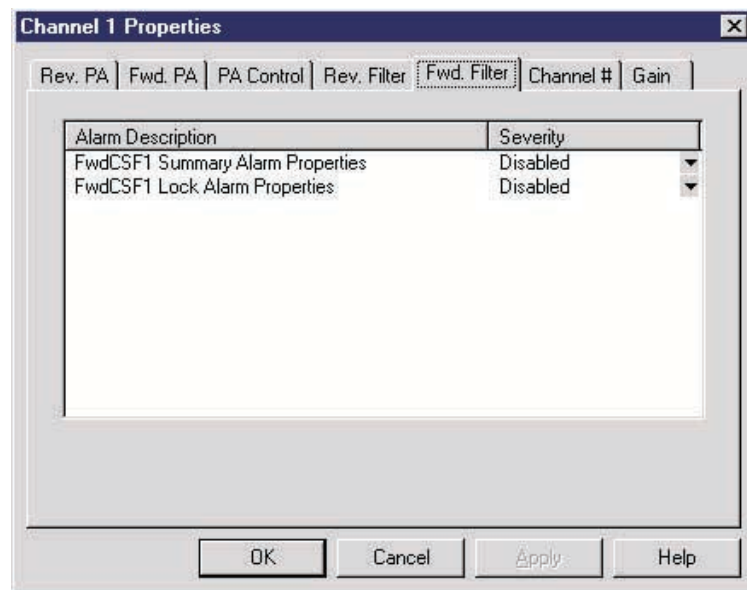 Channel 1 Properties
Rev. PA Fwd. PA PA Control Rev. Filter Fwd. Filter Channel # Gain
Alarm Description Severity
FwdCSF1 Summary Alarm Properties Disabled
FwdCSF1 Lock Alarm Properties Disabled
OK Cancel Apply Help